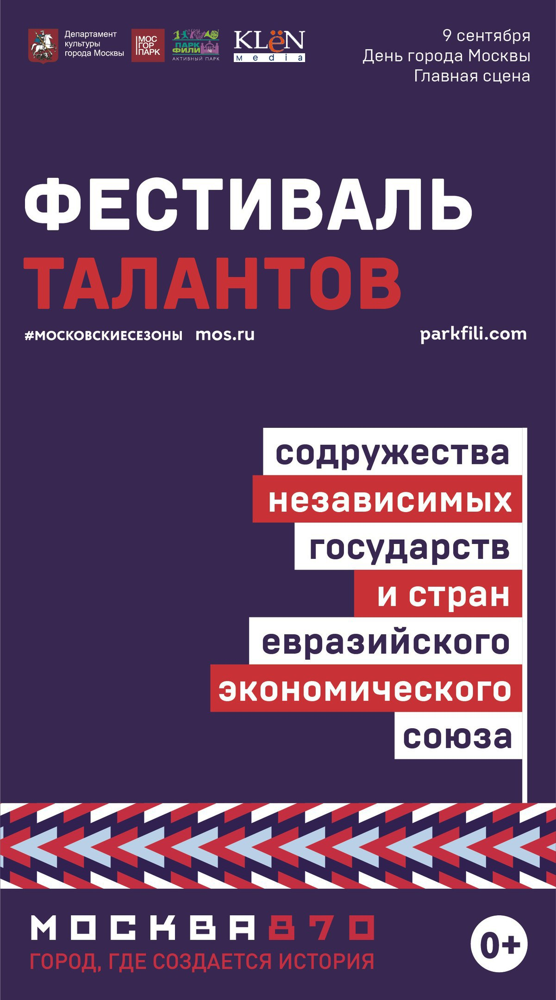 Департамент
культуры
города Москвы
МОС
ГОР
ПАРК
ПАРК
ФИЛИ
1812
АКТИВНЫЙ ПАРК
KLёN
media
9 сентября
День города Москвы
Главная сцена
ФЕСТИВАЛЬ
ТАЛАНТОВ
#МОСКОВСКИЕСЕЗОНЫ mos.ru
parkfili.com
содружества
независимых
государств
и стран
евразийского
экономического
союза
МОСКВА870
ГОРОД, ГДЕ СОЗДАЕТСЯ ИСТОРИЯ
0+